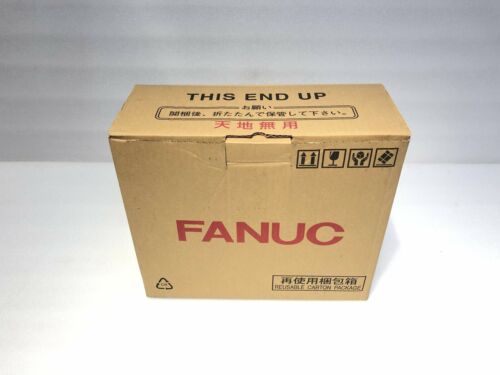 THIS END UP
お願い
開梱後、折たたんで保管して下さい。
天地無用
FANUC
再使用梱包箱
REUSABLE CARTON PACKAGE